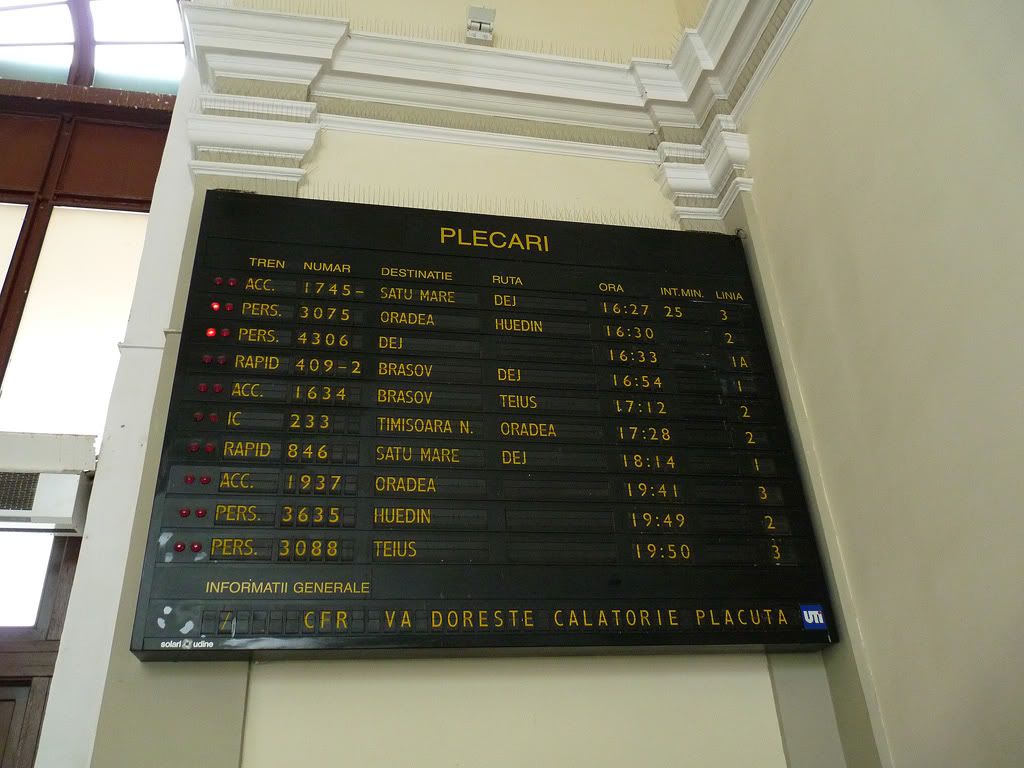 PLECARI
TREN NUMAR DESTINATIE RUTA ORA INT.MIN. LINIA
ACC. 1745- SATU MARE DEJ 16:27 25 3
PERS. 3075 ORADEA HUEDIN 16:30 2
PERS. 4306 DEJ 16:33 1A
RAPID 409-2 BRASOV DEJ 16:54 1
ACC. 1634 BRASOV TEIUS 17:12 2
IC 233 TIMISOARA N. ORADEA 17:28 2
RAPID 846 SATU MARE DEJ 18:14 1
ACC. 1937 ORADEA 19:41 3
PERS. 3635 HUEDIN 19:49 2
PERS. 3088 TEIUS 19:50 3
INFORMATII GENERALE
/ CFR VA DORESTE CALATORIE PLACUTA UTi
solari udine